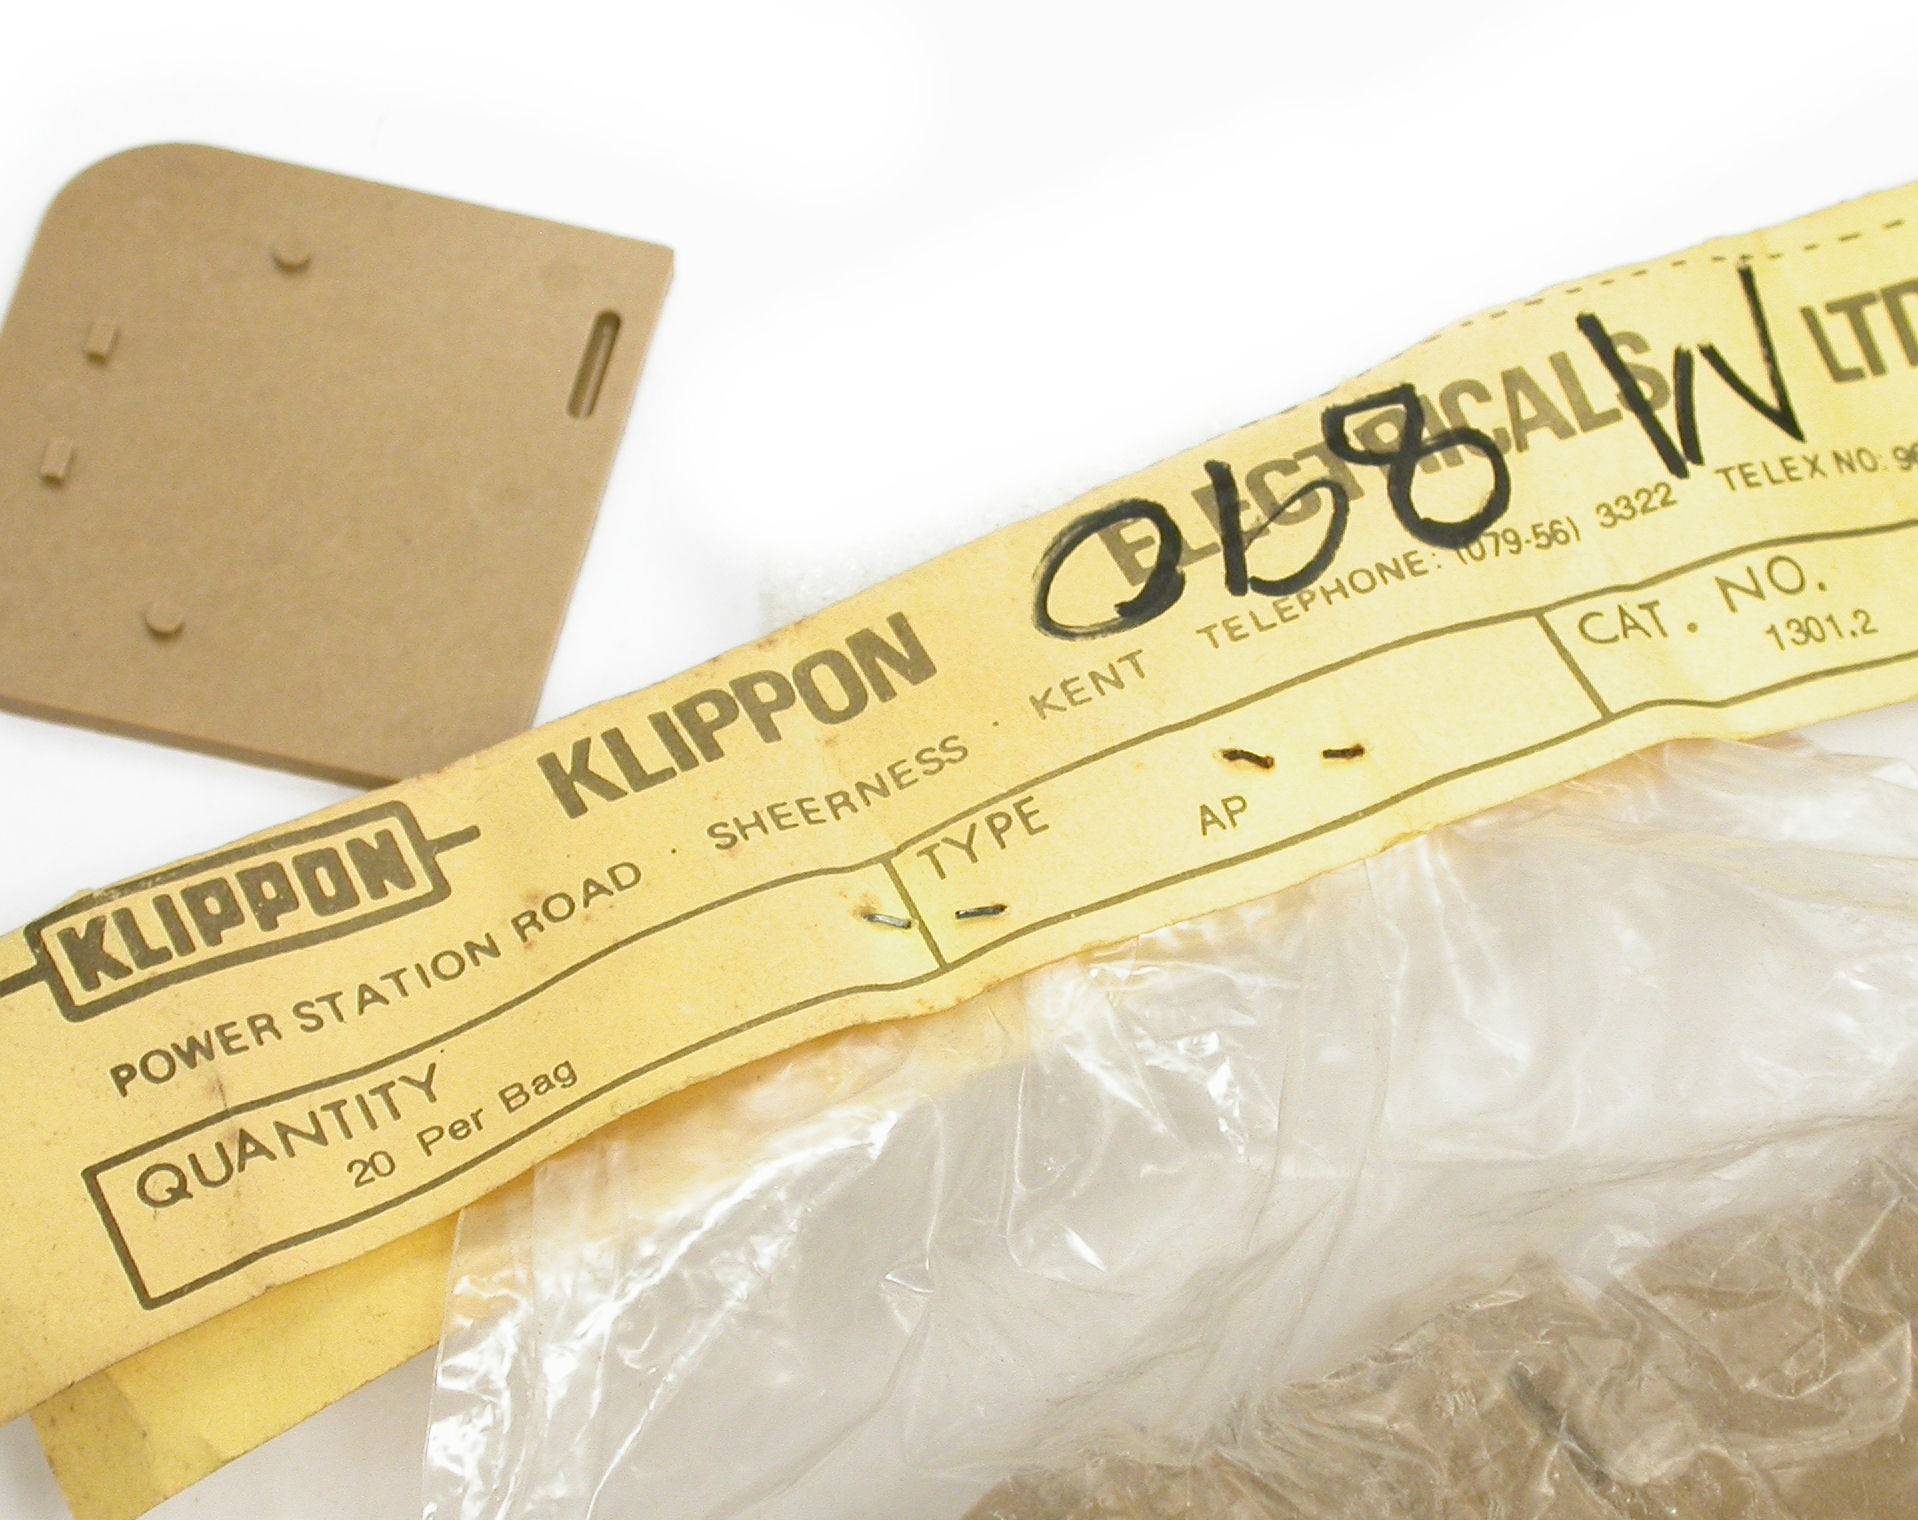 KLIPPON KLIPPON ELECTRICALS LTD
POWER STATION ROAD · SHEERNESS · KENT TELEPHONE: (079-56) 3322 TELEX NO: 96
QUANTITY TYPE CAT. NO.
20 Per Bag AP 1301.2